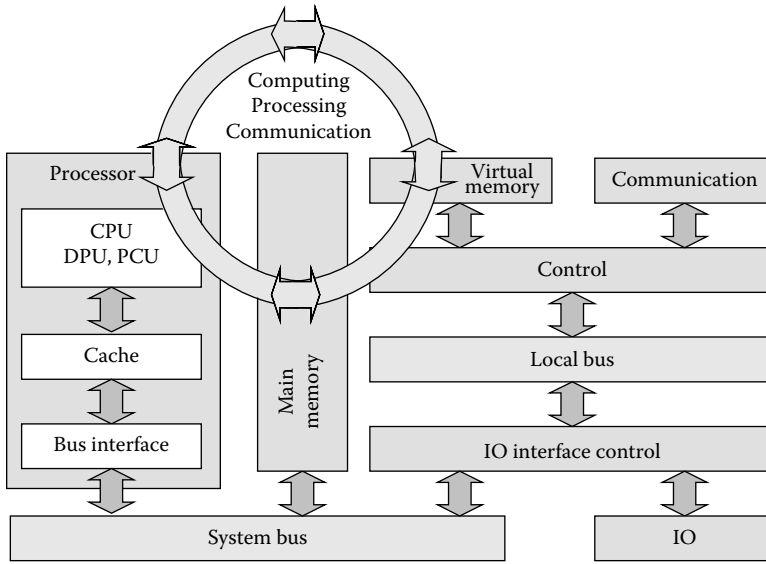 Computing
Processing
Communication
Processor
Virtual
memory
Communication
CPU
DPU, PCU
Control
Cache
Main
memory
Local bus
Bus interface
IO interface control
System bus
IO